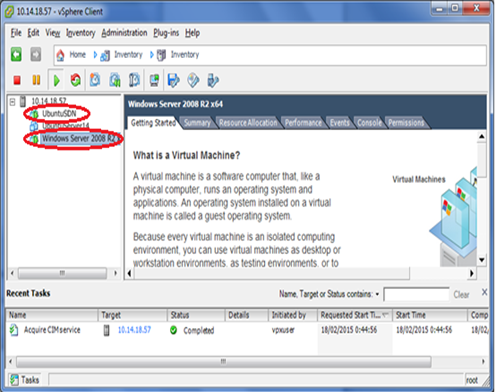 10.14.18.57 - vSphere Client
File Edit View Inventory Administration Plug-ins Help
Home Inventory Inventory
10.14.18.57
UbuntuSDN
UbuntuServer14
Windows Server 2008 R2
Windows Server 2008 R2 x64
Getting Started Summary Resource Allocation Performance Events Console Permissions
What is a Virtual Machine?
A virtual machine is a software computer that, like a
physical computer, runs an operating system and
applications. An operating system installed on a virtual
machine is called a guest operating system.
Because every virtual machine is an isolated computing
environment, you can use virtual machines as desktop or
workstation environments, as testing environments, or to
Virtual Machines
Recent Tasks
Name, Target or Status contains: Clear
Name Target Status Details Initiated by Requested Start Ti... Start Time Comp
Acquire CIM service 10.14.18.57 Completed vpxuser 18/02/2015 0:44:56 18/02/2015 0:44:56 18/02
Tasks root